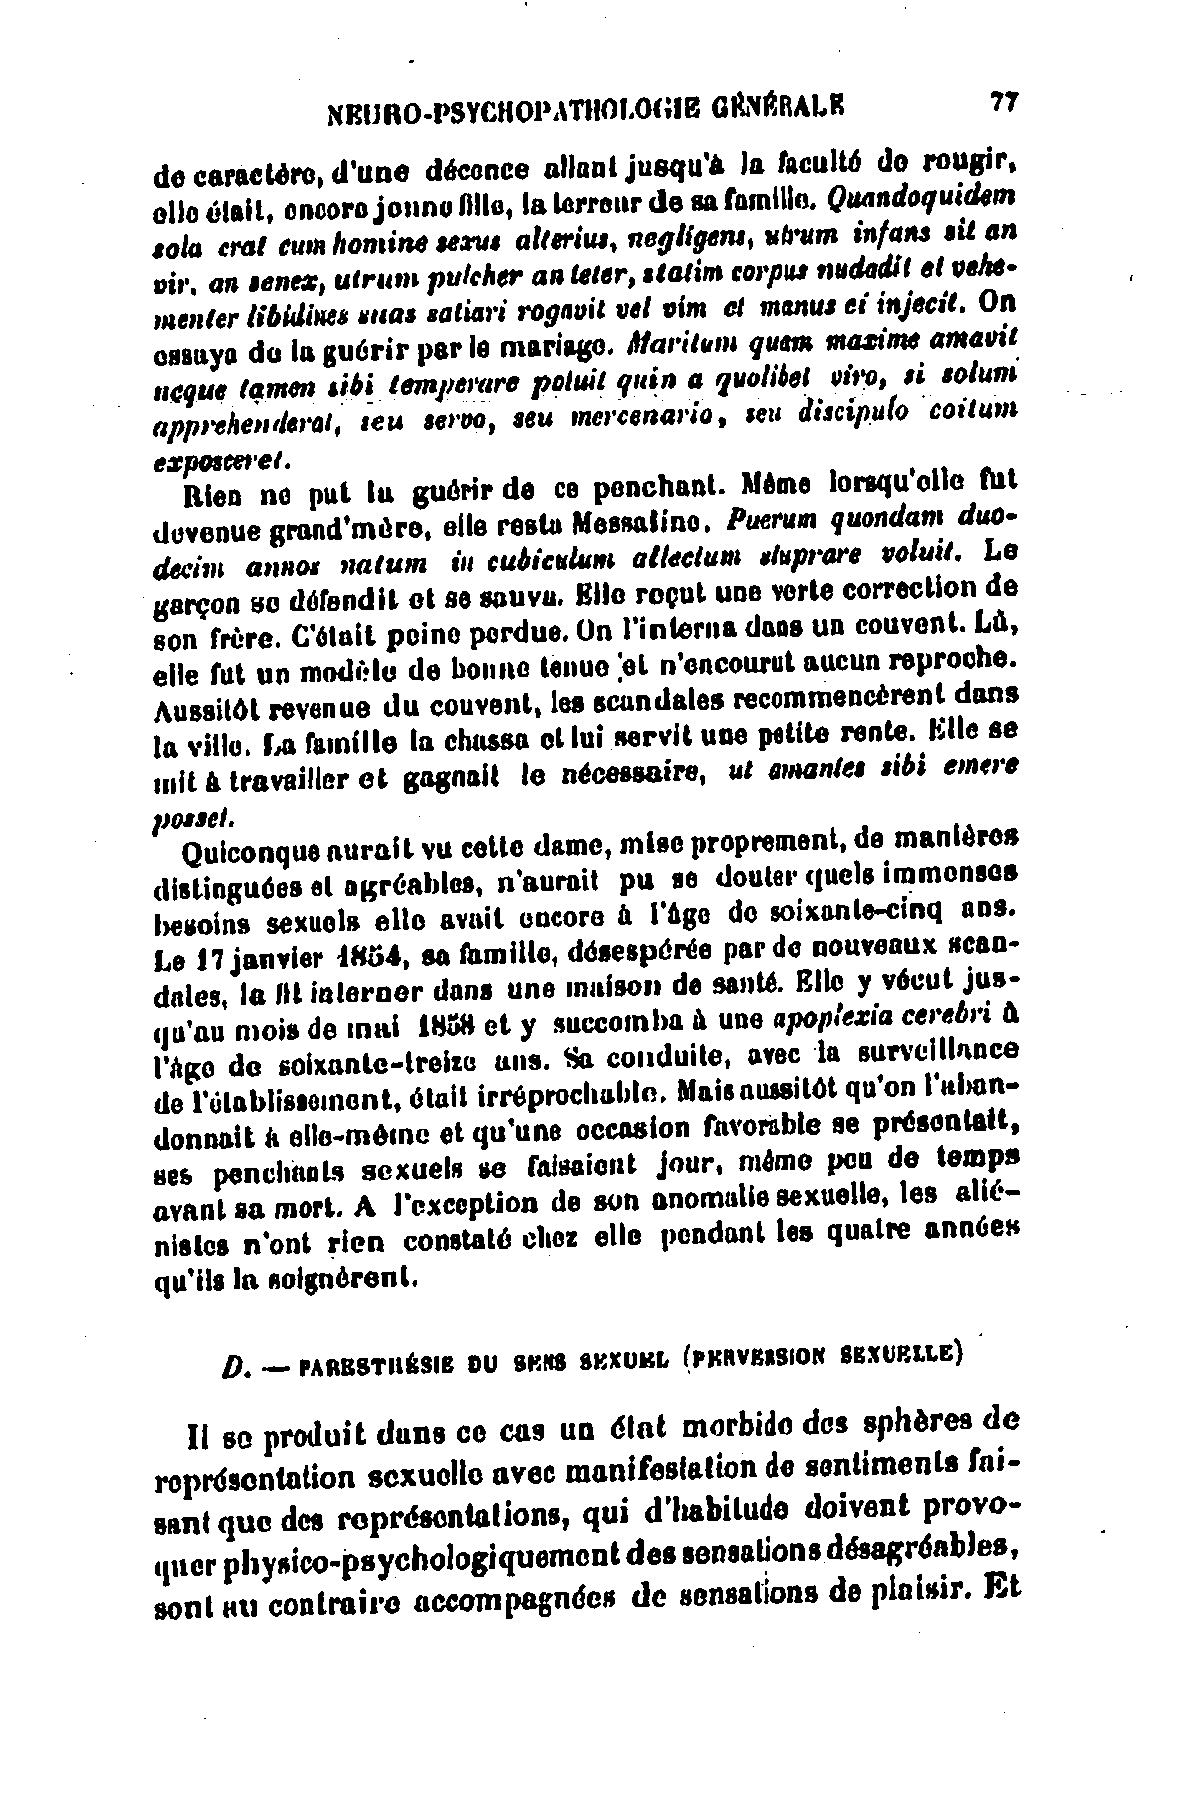 NEURO-PSYCHOPATHOLOGIE GÉNÉRALE 77
de caractère, d'une décence allant jusqu'à la faculté de rougir,
elle était, encore jeune fille, la terreur de sa famille. Quandoquidem
sola erat cum homine sexus alterius, negligens, utrum infans sit an
vir, an senex, utrum pulcher an teter, statim corpus nudadit et vehe-
menter libidines suas satiari rogavit vel vim et manus ei injecit. On
essaya de la guérir par le mariage. Maritum quam maxime amavit
neque tamen sibi temperare potuit quin a quolibet viro, si solum
apprehenderat, seu servo, seu mercenario, seu discipulo coitum
exposceret.
Rien ne put la guérir de ce penchant. Même lorsqu'elle fut
devenue grand'mère, elle resta Messaline. Puerum quondam duo-
decim annos natum in cubiculum allectum stuprare voluit. Le
garçon se défendit et se sauva. Elle reçut une verte correction de
son frère. C'était peine perdue. On l'interna dans un couvent. Là,
elle fut un modèle de bonne tenue et n'encourut aucun reproche.
Aussitôt revenue du couvent, les scandales recommencèrent dans
la ville. La famille la chassa et lui servit une petite rente. Elle se
mit à travailler et gagnait le nécessaire, ut amantes sibi emere
posset.
Quiconque aurait vu cette dame, mise proprement, de manières
distinguées et agréables, n'aurait pu se douter quels immenses
besoins sexuels elle avait encore à l'âge de soixante-cinq ans.
Le 17 janvier 1854, sa famille, désespérée par de nouveaux scan-
dales, la fit interner dans une maison de santé. Elle y vécut jus-
qu'au mois de mai 1858 et y succomba à une apoplexia cerebri à
l'âge de soixante-treize ans. Sa conduite, avec la surveillance
de l'établissement, était irréprochable. Mais aussitôt qu'on l'aban-
donnait à elle-même et qu'une occasion favorable se présentait,
ses penchants sexuels se faisaient jour, même peu de temps
avant sa mort. A l'exception de son anomalie sexuelle, les alié-
nistes n'ont rien constaté chez elle pendant les quatre années
qu'ils la soignèrent.
D. — PARESTHÉSIE DU SENS SEXUEL (PERVERSION SEXUELLE)
Il se produit dans ce cas un état morbide des sphères de
représentation sexuelle avec manifestation de sentiments fai-
sant que des représentations, qui d'habitude doivent provo-
quer physico-psychologiquement des sensations désagréables,
sont au contraire accompagnées de sensations de plaisir. Et